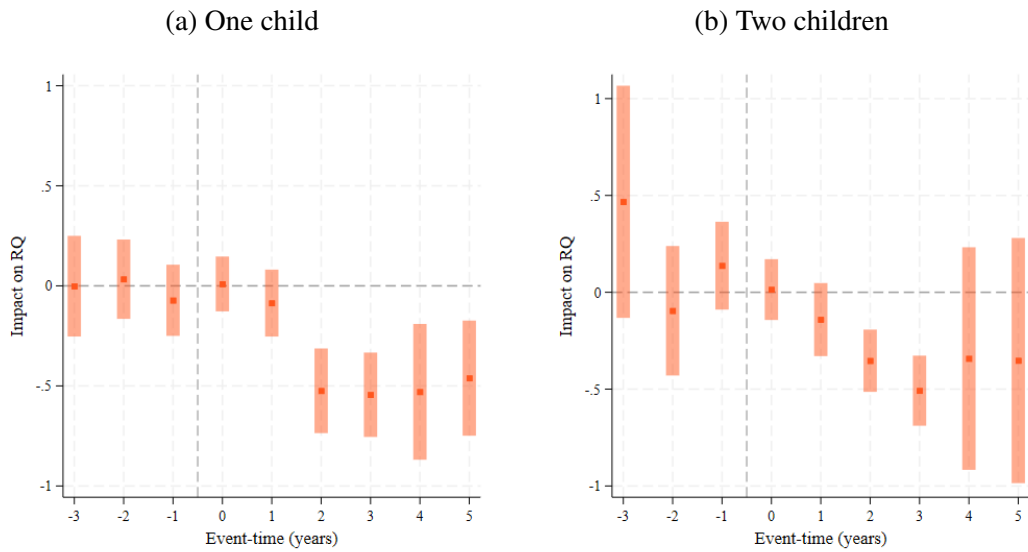 (a) One child
1
.5
0
-.5
-1
Impact on RQ
-3 -2 -1 0 1 2 3 4 5
Event-time (years)
(b) Two children
1
.5
0
-.5
-1
Impact on RQ
-3 -2 -1 0 1 2 3 4 5
Event-time (years)